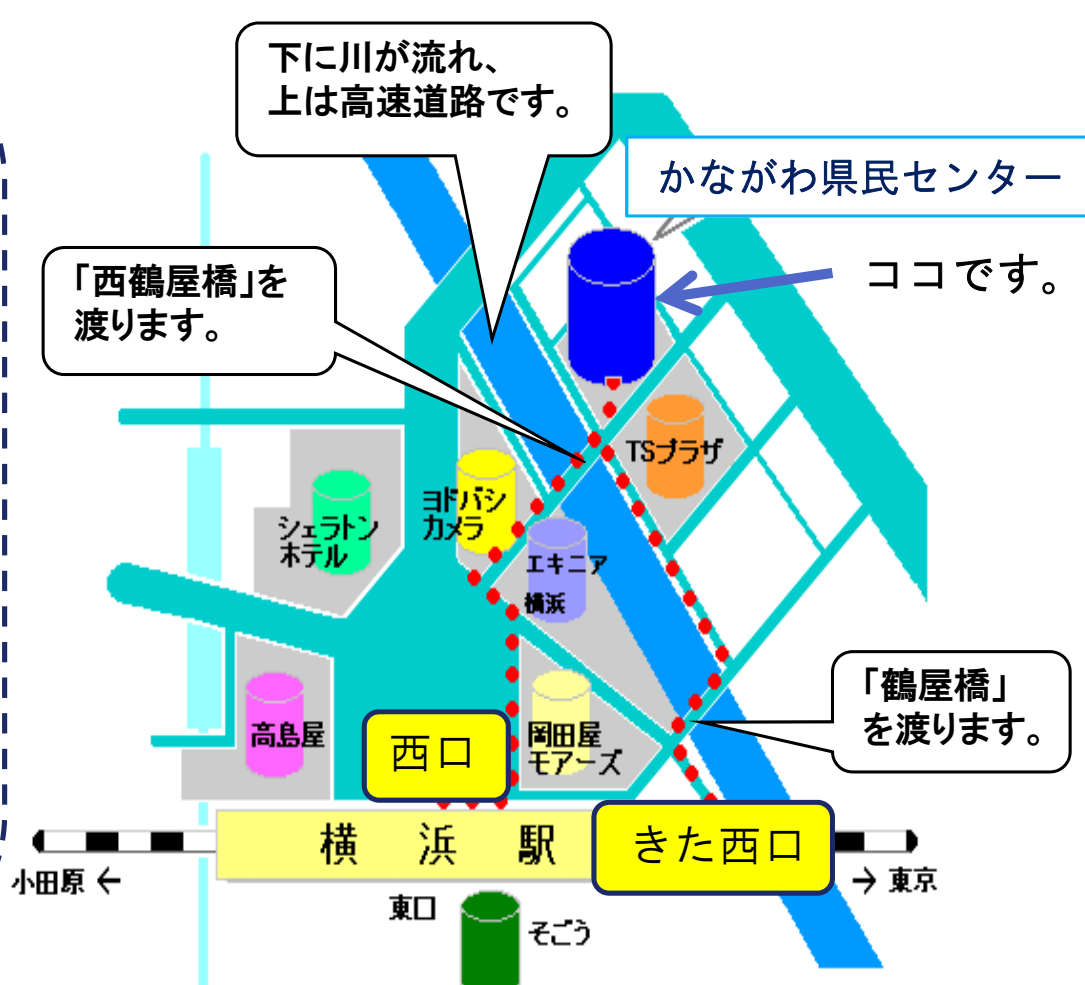 下に川が流れ、
上は高速道路です。
かながわ県民センター
ココです。
「西鶴屋橋」を
渡ります。
TSプラザ
ヨドバシ
カメラ
シェラトン
ホテル
エキニア
横浜
「鶴屋橋」
を渡ります。
高島屋
西口
岡田屋
モアーズ
横浜駅
きた西口
小田原 ←
→ 東京
東口
そごう